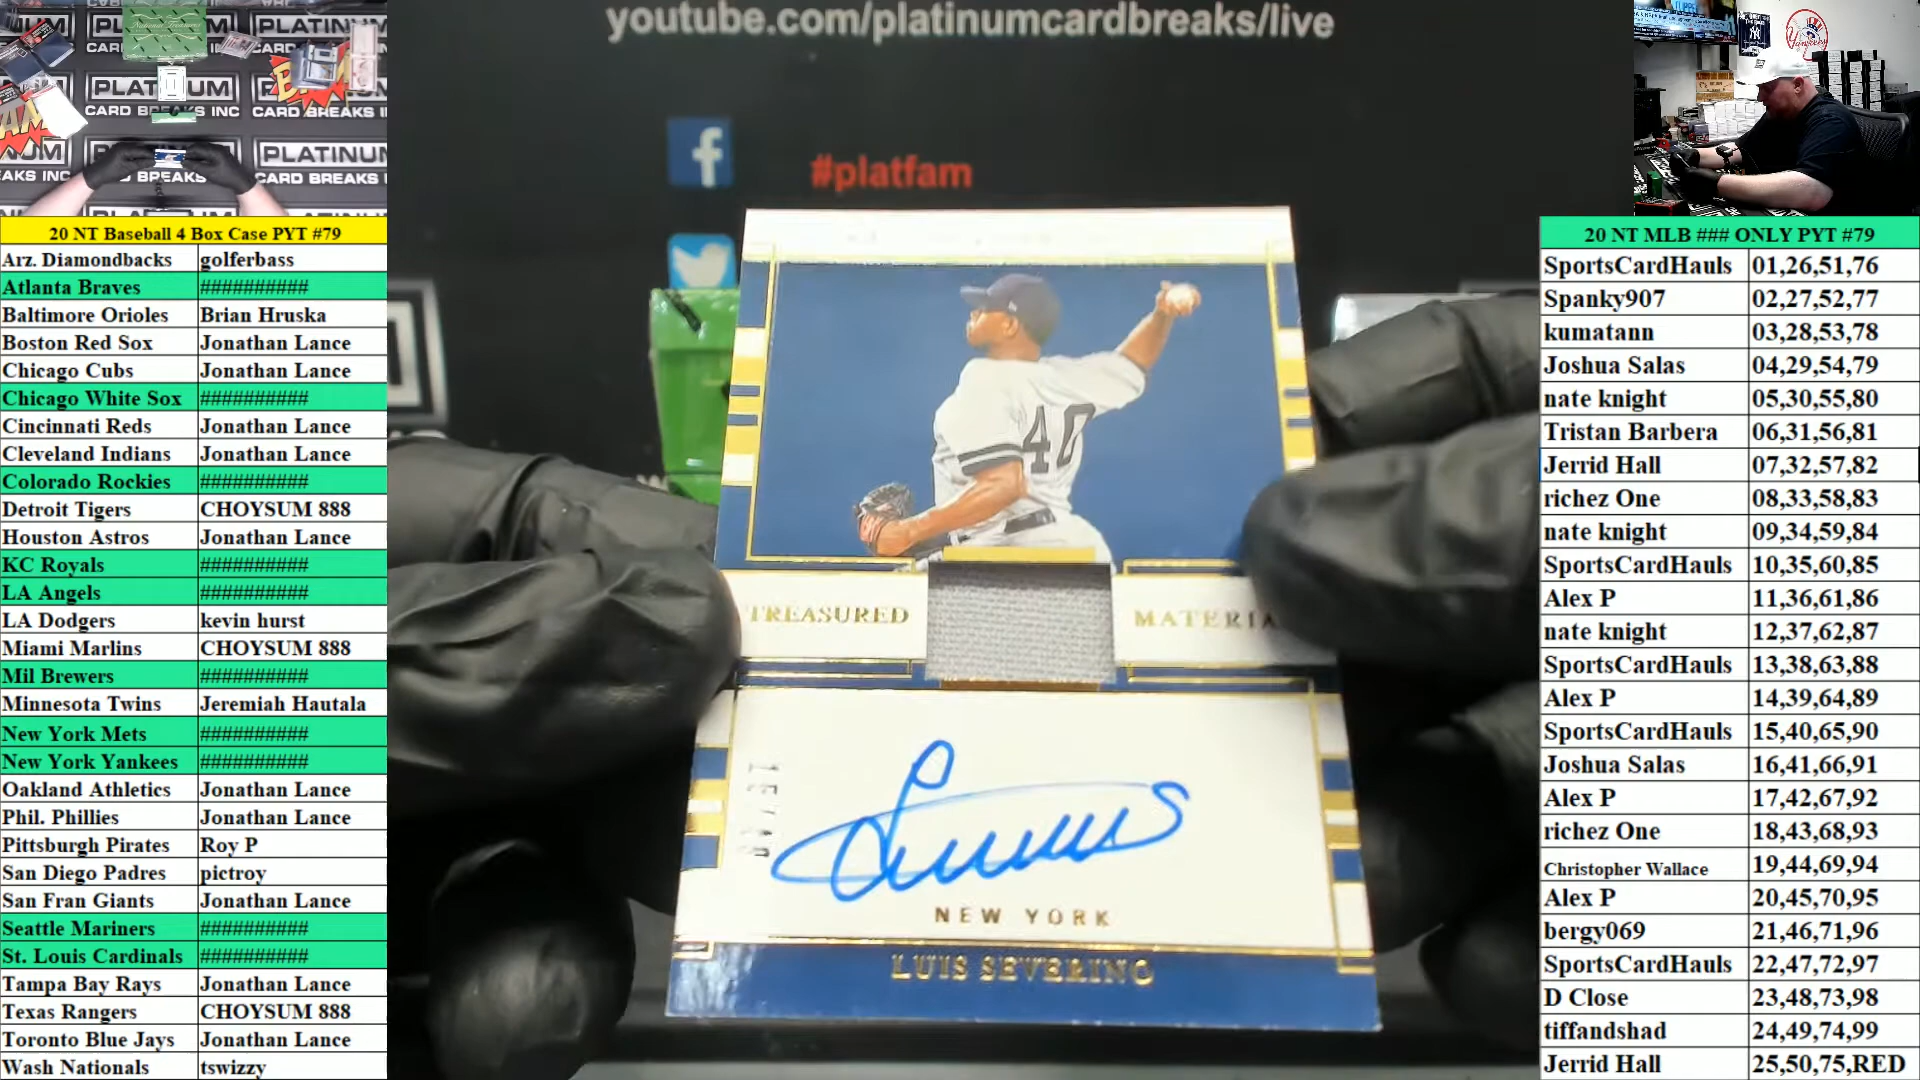 youtube.com/platinumcardbreaks/live
#platfam
PLATINUM
CARD BREAKS INC
20 NT Baseball 4 Box Case PYT #79
Arz. Diamondbacks golferbass
Atlanta Braves ##########
Baltimore Orioles Brian Hruska
Boston Red Sox Jonathan Lance
Chicago Cubs Jonathan Lance
Chicago White Sox ##########
Cincinnati Reds Jonathan Lance
Cleveland Indians Jonathan Lance
Colorado Rockies ##########
Detroit Tigers CHOYSUM 888
Houston Astros Jonathan Lance
KC Royals ##########
LA Angels ##########
LA Dodgers kevin hurst
Miami Marlins CHOYSUM 888
Mil Brewers ##########
Minnesota Twins Jeremiah Hautala
New York Mets ##########
New York Yankees ##########
Oakland Athletics Jonathan Lance
Phil. Phillies Jonathan Lance
Pittsburgh Pirates Roy P
San Diego Padres pictroy
San Fran Giants Jonathan Lance
Seattle Mariners ##########
St. Louis Cardinals ##########
Tampa Bay Rays Jonathan Lance
Texas Rangers CHOYSUM 888
Toronto Blue Jays Jonathan Lance
Wash Nationals tswizzy
40
TREASURED MATERIA
NEW YORK
LUIS SEVERINO
20 NT MLB ### ONLY PYT #79
SportsCardHauls 01,26,51,76
Spanky907 02,27,52,77
kumatann 03,28,53,78
Joshua Salas 04,29,54,79
nate knight 05,30,55,80
Tristan Barbera 06,31,56,81
Jerrid Hall 07,32,57,82
richez One 08,33,58,83
nate knight 09,34,59,84
SportsCardHauls 10,35,60,85
Alex P 11,36,61,86
nate knight 12,37,62,87
SportsCardHauls 13,38,63,88
Alex P 14,39,64,89
SportsCardHauls 15,40,65,90
Joshua Salas 16,41,66,91
Alex P 17,42,67,92
richez One 18,43,68,93
Christopher Wallace 19,44,69,94
Alex P 20,45,70,95
bergy069 21,46,71,96
SportsCardHauls 22,47,72,97
D Close 23,48,73,98
tiffandshad 24,49,74,99
Jerrid Hall 25,50,75,RED